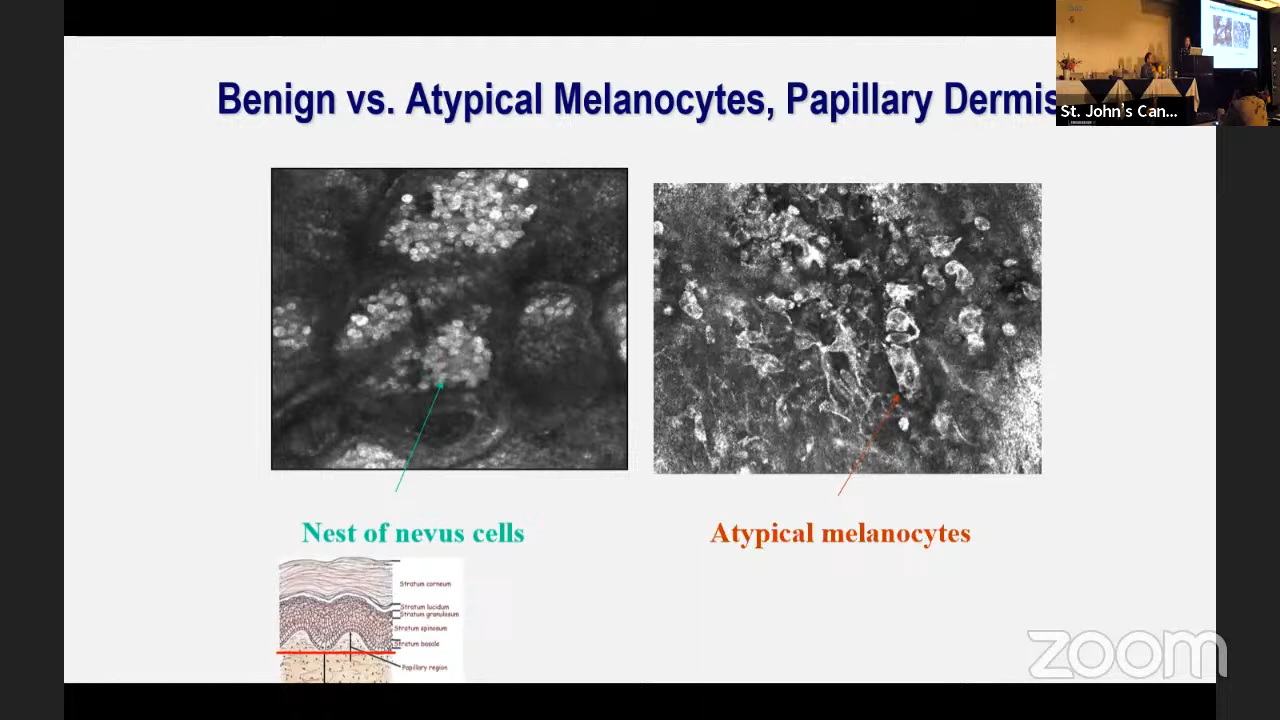 Benign vs. Atypical Melanocytes, Papillary Dermis
St. John's Can...
Nest of nevus cells
Atypical melanocytes
Stratum corneum
Stratum lucidum
Stratum granulosum
Stratum spinosum
Stratum basale
Papillary region
zoom